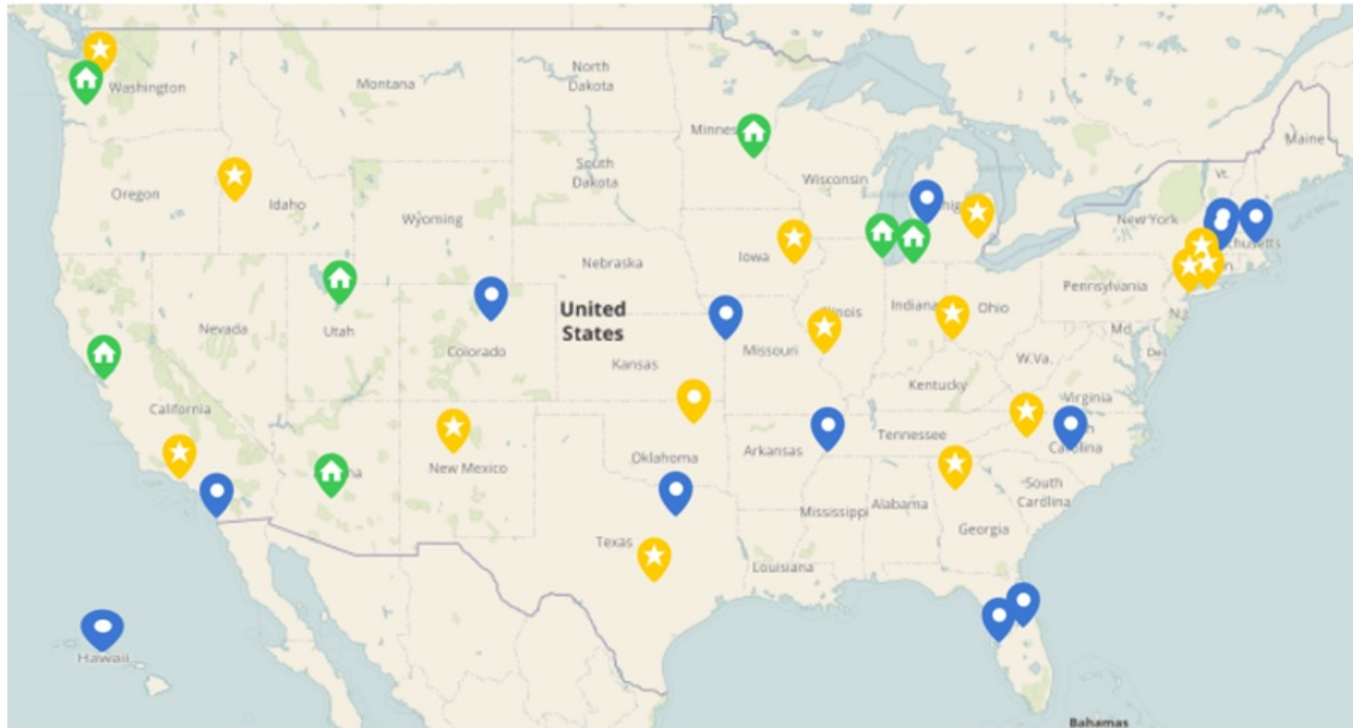 Washington
Montana
North
Dakota
Minnes
Maine
Oregon
Idaho
South
Dakota
Wisconsin
Vt.
Wyoming
New York
chusetts
Iowa
Nebraska
Pennsylvania
Nevada
Utah
United
States
Indiana
Ohio
N.J.
Colorado
Kansas
Missouri
Md.
Del.
W.Va.
Kentucky
California
Virginia
Oklahoma
Arkansas
Tennessee
New Mexico
South
Carolina
Mississippi
Alabama
Georgia
Texas
Louisiana
Hawaii
Bahamas